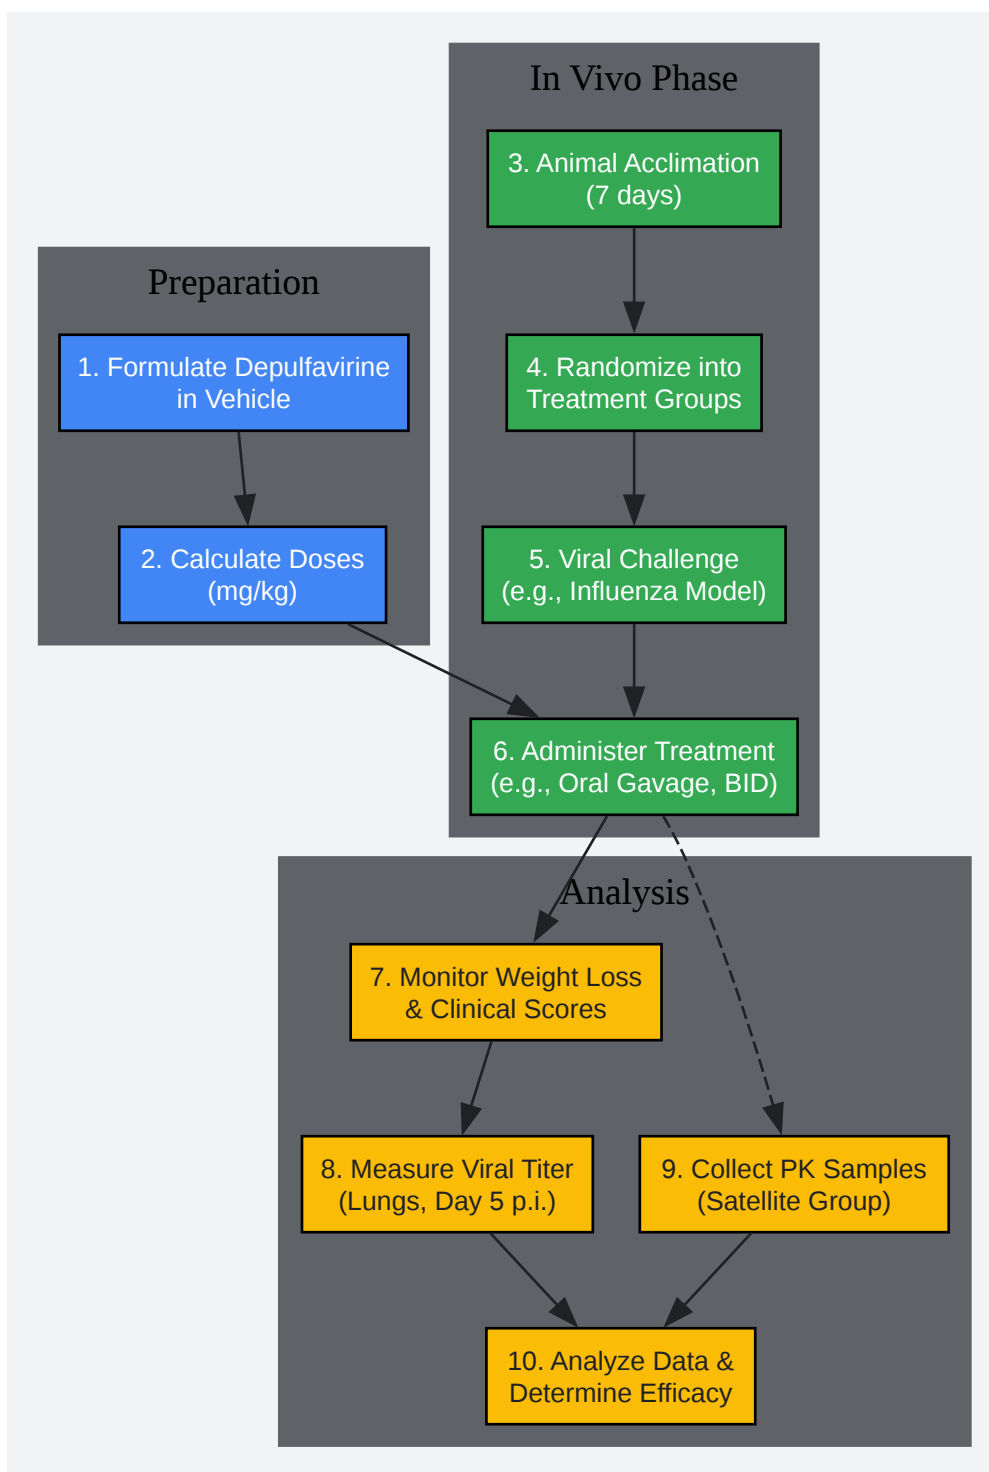 In Vivo Phase
3. Animal Acclimation
(7 days)
Preparation
1. Formulate Depulfavirine
in Vehicle
4. Randomize into
Treatment Groups
2. Calculate Doses
(mg/kg)
5. Viral Challenge
(e.g., Influenza Model)
6. Administer Treatment
(e.g., Oral Gavage, BID)
Analysis
7. Monitor Weight Loss
& Clinical Scores
8. Measure Viral Titer
(Lungs, Day 5 p.i.)
9. Collect PK Samples
(Satellite Group)
10. Analyze Data &
Determine Efficacy